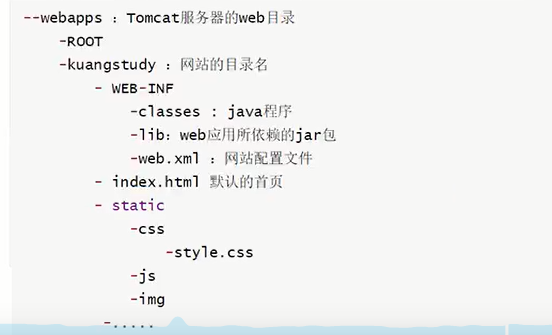 --webapps ：Tomcat服务器的web目录
-ROOT
-kuangstudy ：网站的目录名
- WEB-INF
-classes : java程序
-lib：web应用所依赖的jar包
-web.xml ：网站配置文件
- index.html 默认的首页
- static
-css
-style.css
-js
-img
-.....